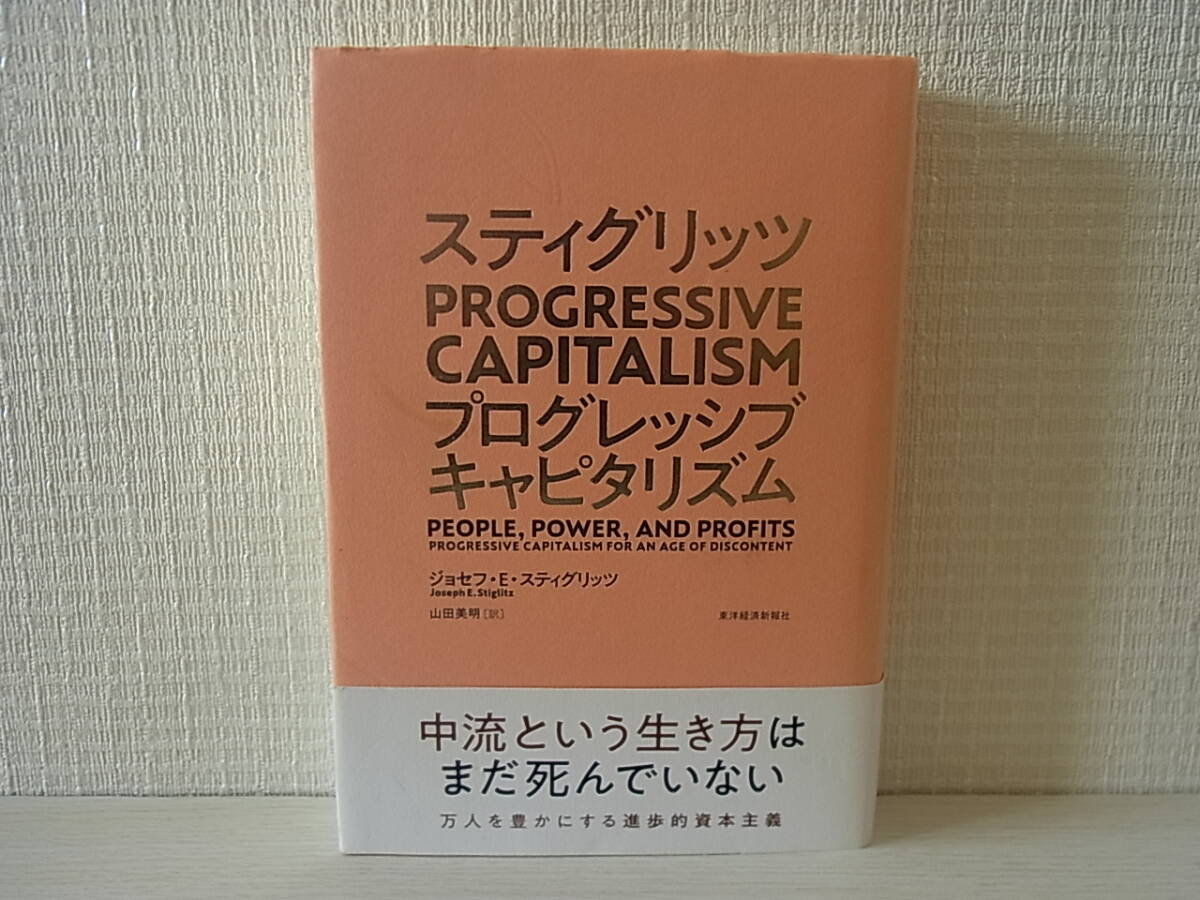 スティグリッツ
PROGRESSIVE
CAPITALISM
プログレッシブ
キャピタリズム
PEOPLE, POWER, AND PROFITS
PROGRESSIVE CAPITALISM FOR AN AGE OF DISCONTENT
ジョセフ・E・スティグリッツ
Joseph E. Stiglitz
山田美明［訳］
東洋経済新報社
中流という生き方は
まだ死んでいない
万人を豊かにする進歩的資本主義